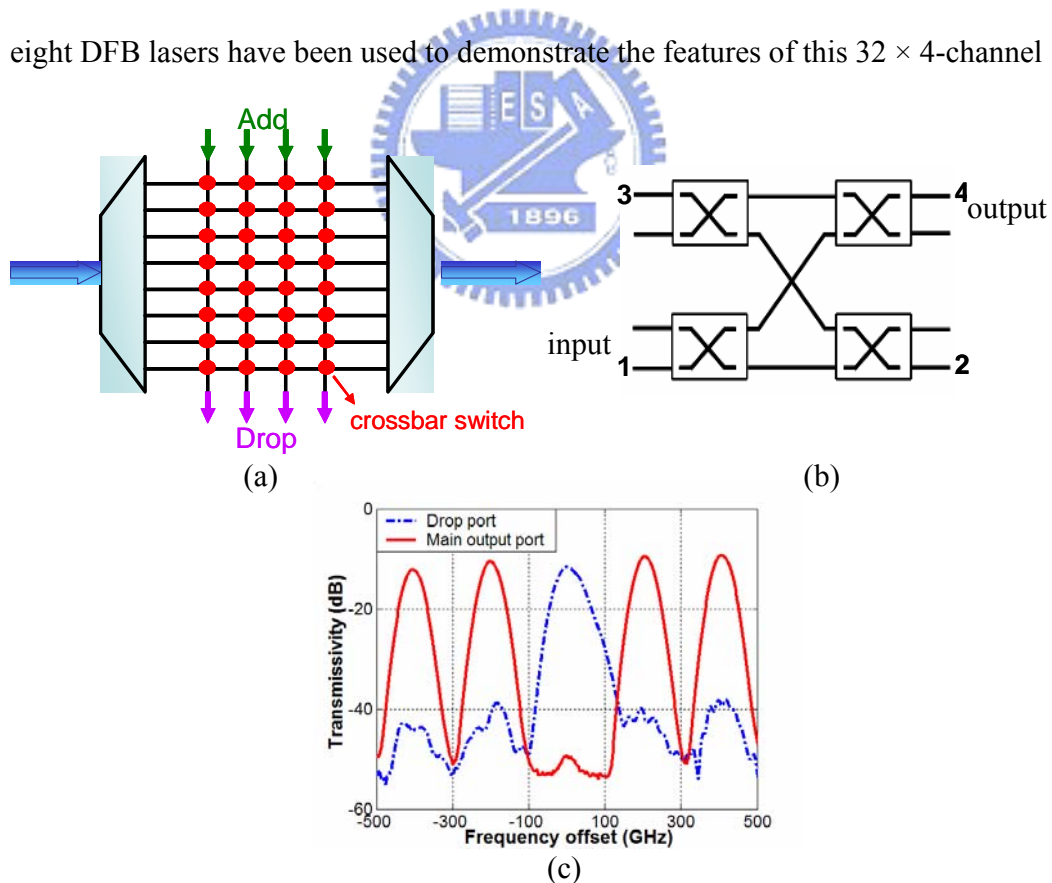 eight DFB lasers have been used to demonstrate the features of this 32 × 4-channel
Add
E S A
1896
crossbar switch
Drop
(a)
3
4
output
input
1
2
(b)
Drop port
Main output port
Transmissivity (dB)
0
-20
-40
-60
-500 -300 -100 100 300 500
Frequency offset (GHz)
(c)